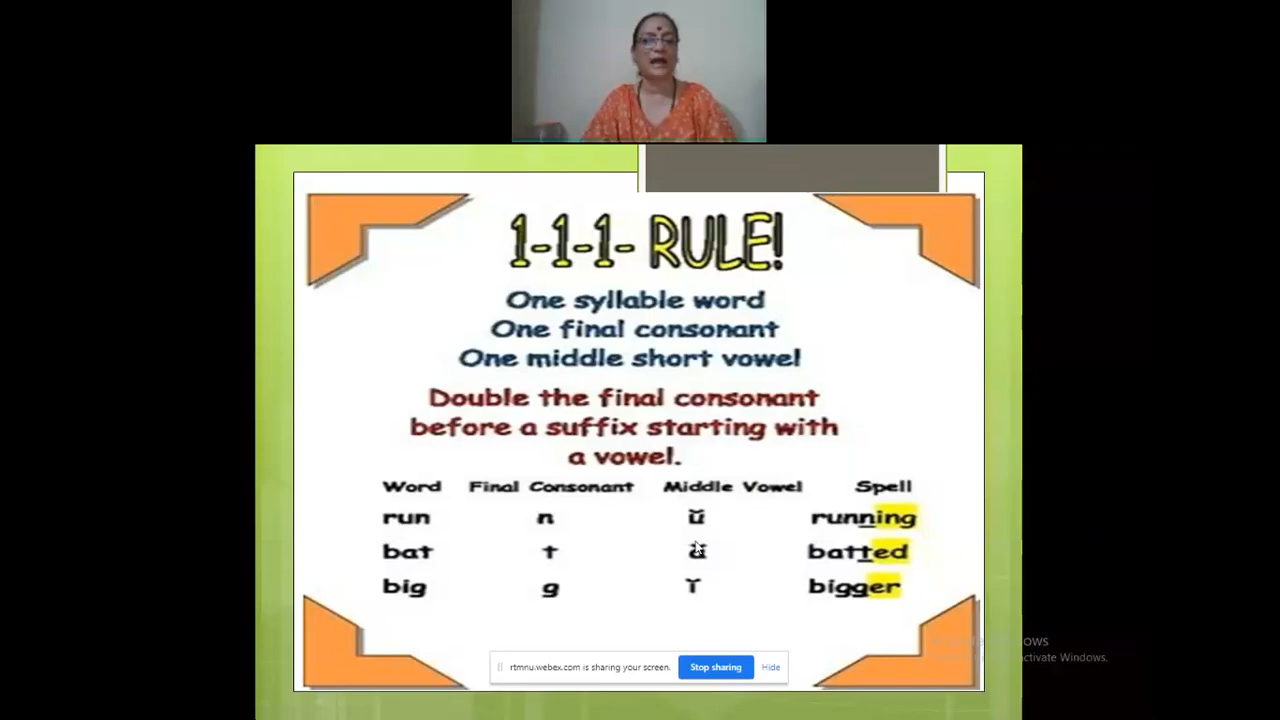 1-1-1- RULE!
One syllable word
One final consonant
One middle short vowel
Double the final consonant
before a suffix starting with
a vowel.
Word Final Consonant Middle Vowel Spell
run n ŭ running
bat t ă batted
big g ĭ bigger
rtmnu.webex.com is sharing your screen. Stop sharing Hide
activate Windows.